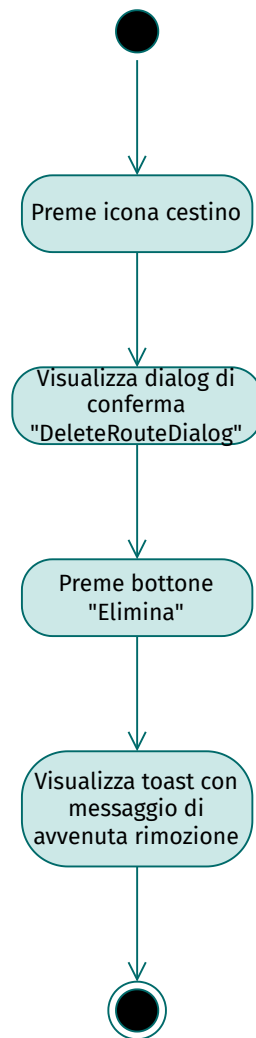 Preme icona cestino
Visualizza dialog di
conferma
"DeleteRouteDialog"
Preme bottone
"Elimina"
Visualizza toast con
messaggio di
avvenuta rimozione